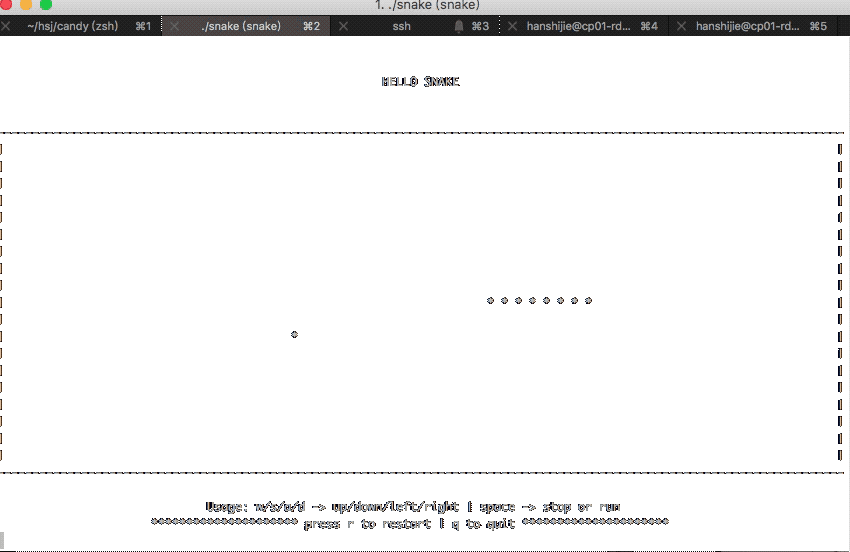 1. ./snake (snake)
~/hsj/candy (zsh) ⌘1 ./snake (snake) ⌘2 ssh ⌘3 hanshijie@cp01-rd... ⌘4 hanshijie@cp01-rd... ⌘5
HELLO SNAKE
Usage: w/s/a/d -> up/down/left/right | space -> stop or run
********************* press r to restart | q to quit *********************